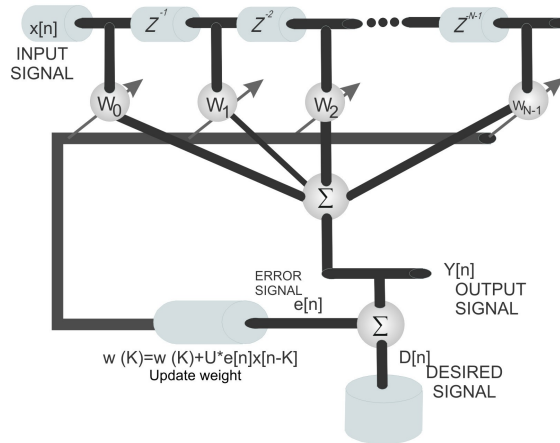 x[n]
Z-1
Z-2
Z-N-1
INPUT
SIGNAL
W0
W1
W2
WN-1
Σ
ERROR
SIGNAL
e[n]
Y[n]
OUTPUT
SIGNAL
Σ
w (K)=w (K)+U*e[n]x[n-K]
Update weight
D[n]
DESIRED
SIGNAL